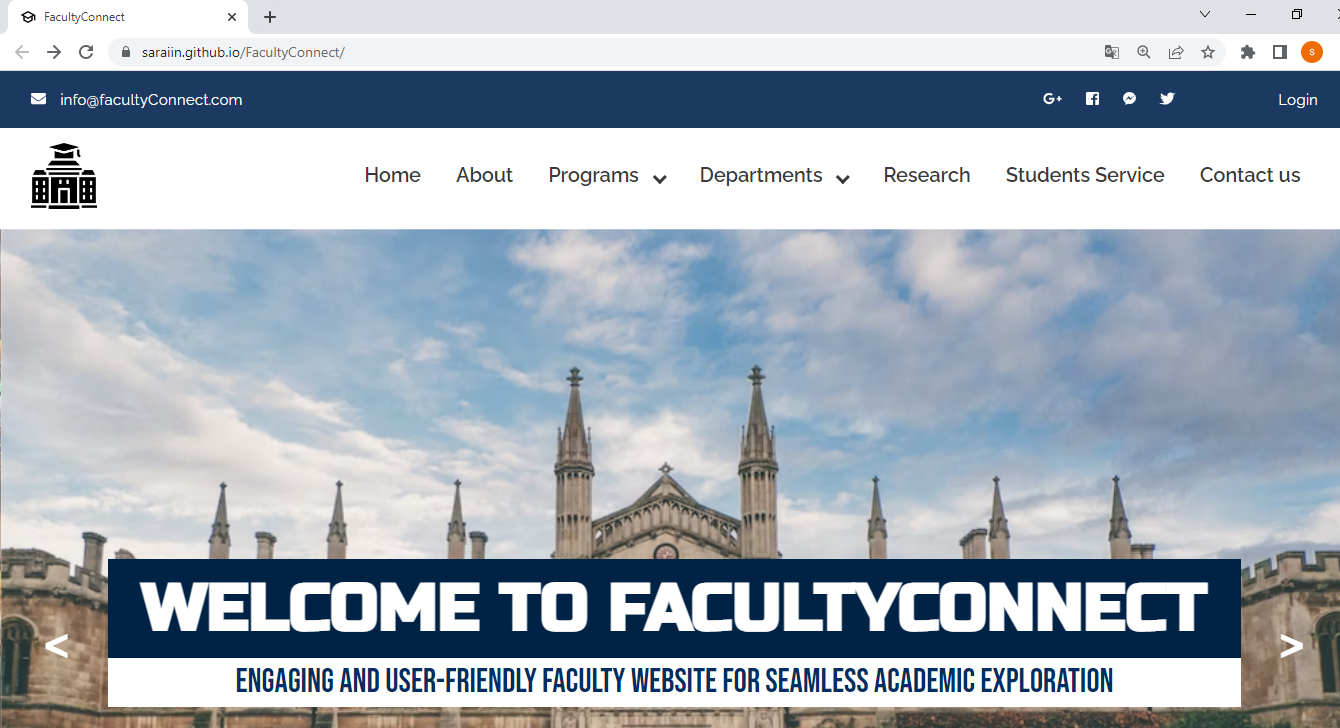 FacultyConnect
saraiin.github.io/FacultyConnect/
S
info@facultyConnect.com
G+
Login
Home About Programs Departments Research Students Service Contact us
WELCOME TO FACULTYCONNECT
< >
ENGAGING AND USER-FRIENDLY FACULTY WEBSITE FOR SEAMLESS ACADEMIC EXPLORATION